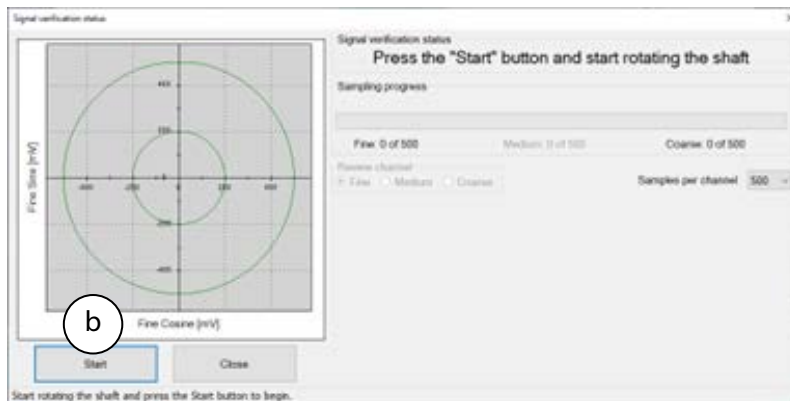 Signal verification status
Signal verification status
Press the "Start" button and start rotating the shaft
Sampling progress
Fine: 0 of 500 Medium: 0 of 500 Coarse: 0 of 500
Review channel
Fine Medium Coarse
Samples per channel 500
Fine Sine [mV]
400
200
-400 -200 0 200 400
-200
-400
Fine Cosine [mV]
b
Start Close
Start rotating the shaft and press the Start button to begin.